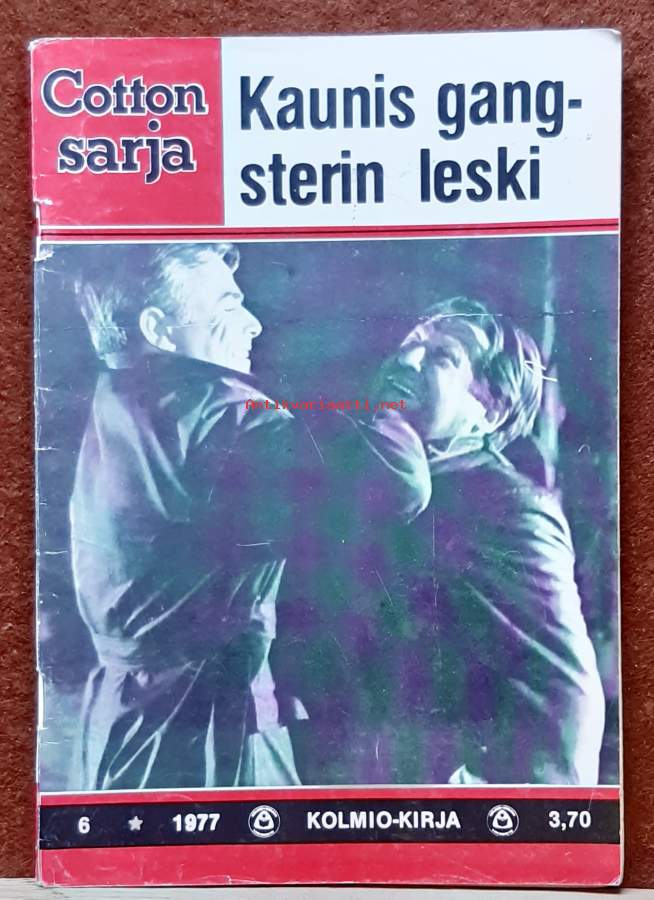 Cotton
sarja
Kaunis gang-
sterin leski
Antikvariaatti.net
6 ★ 1977 KOLMIO-KIRJA 3,70